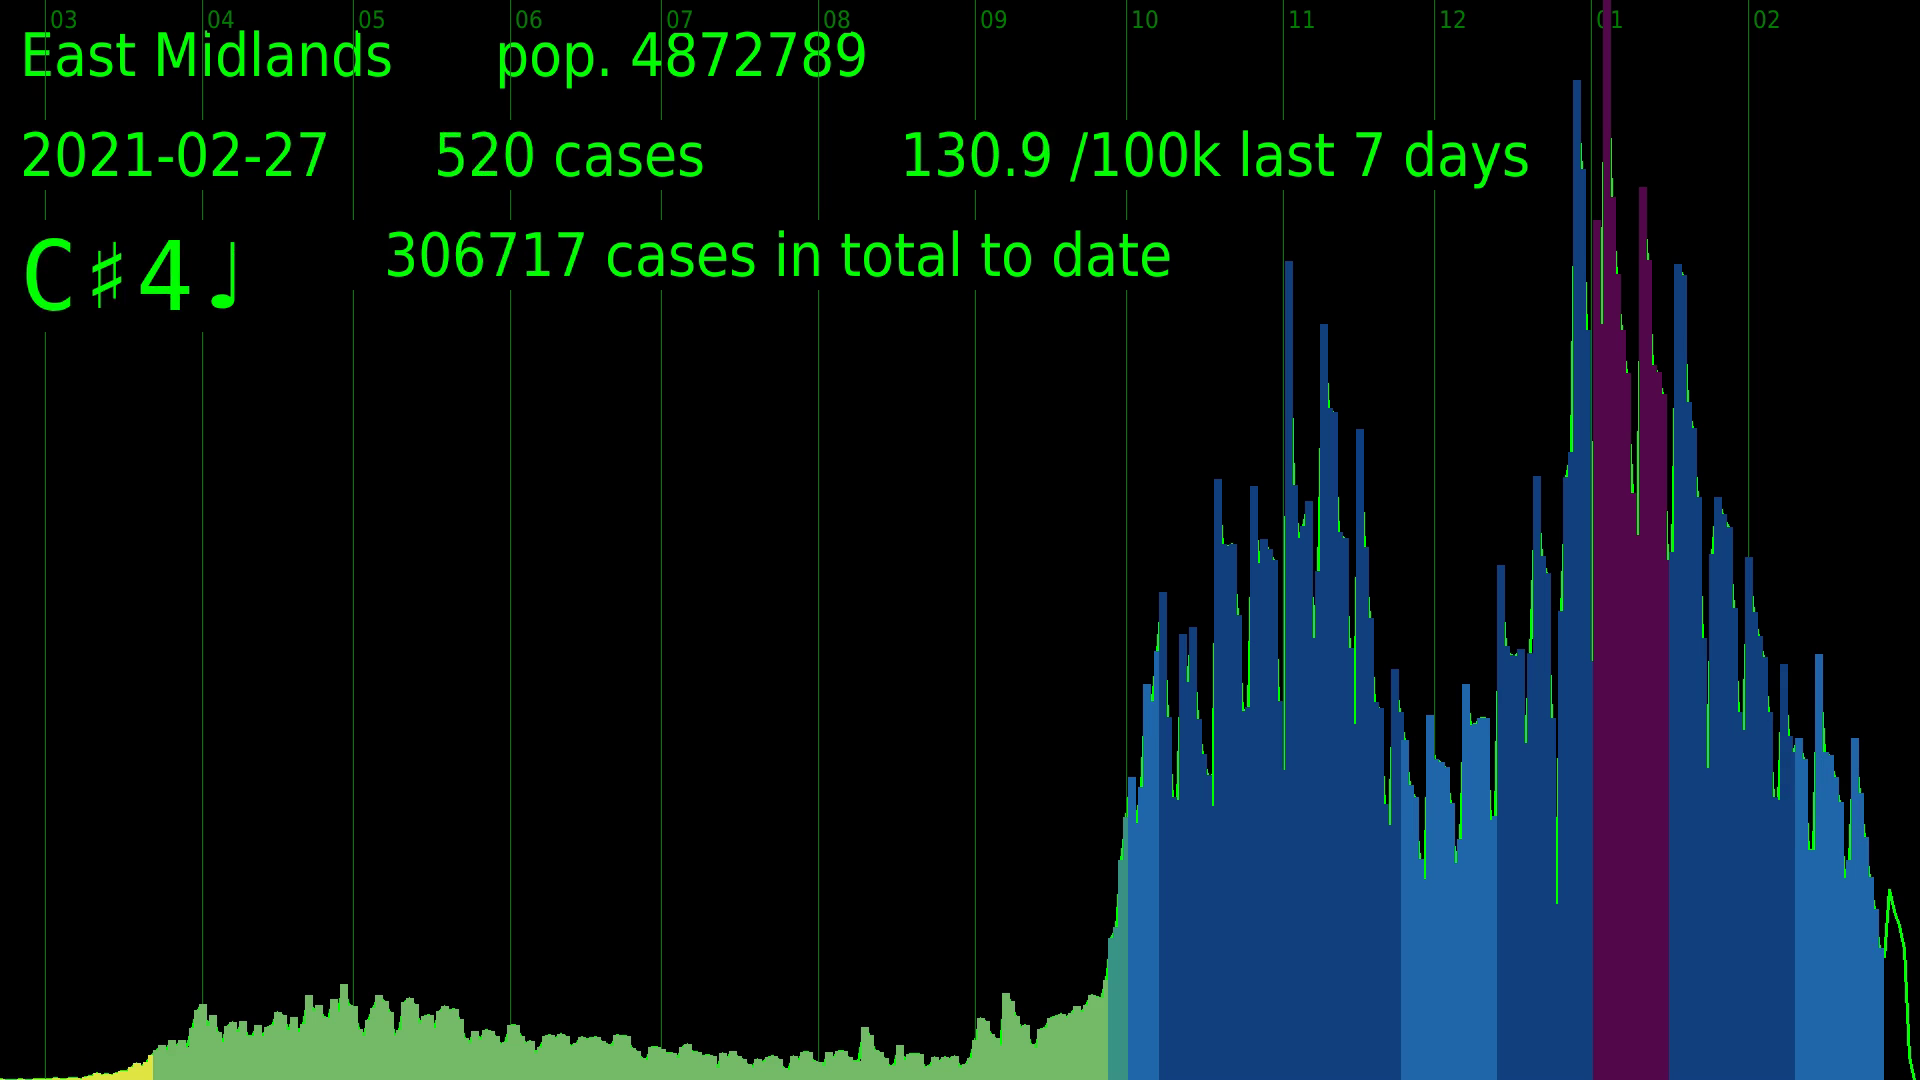 03 04 05 06 07 08 09 10 11 12 01 02
East Midlands pop. 4872789
2021-02-27 520 cases 130.9 /100k last 7 days
C♯4♩ 306717 cases in total to date